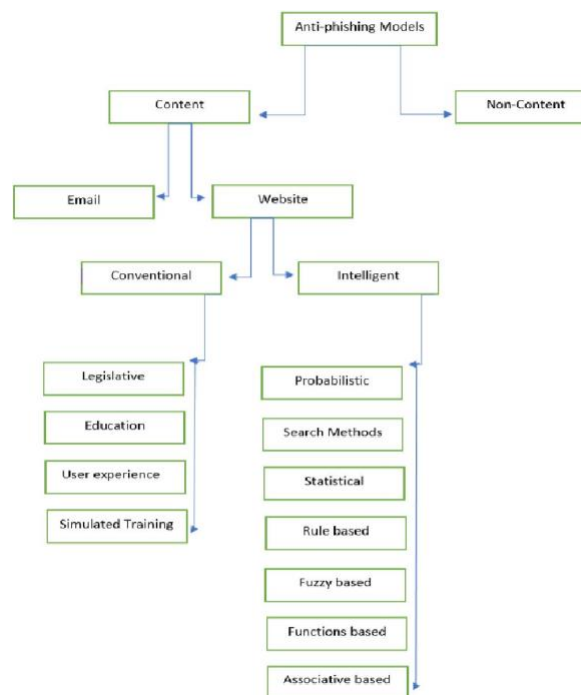 Anti-phishing Models
Content
Non-Content
Email
Website
Conventional
Intelligent
Legislative
Education
User experience
Simulated Training
Probabilistic
Search Methods
Statistical
Rule based
Fuzzy based
Functions based
Associative based